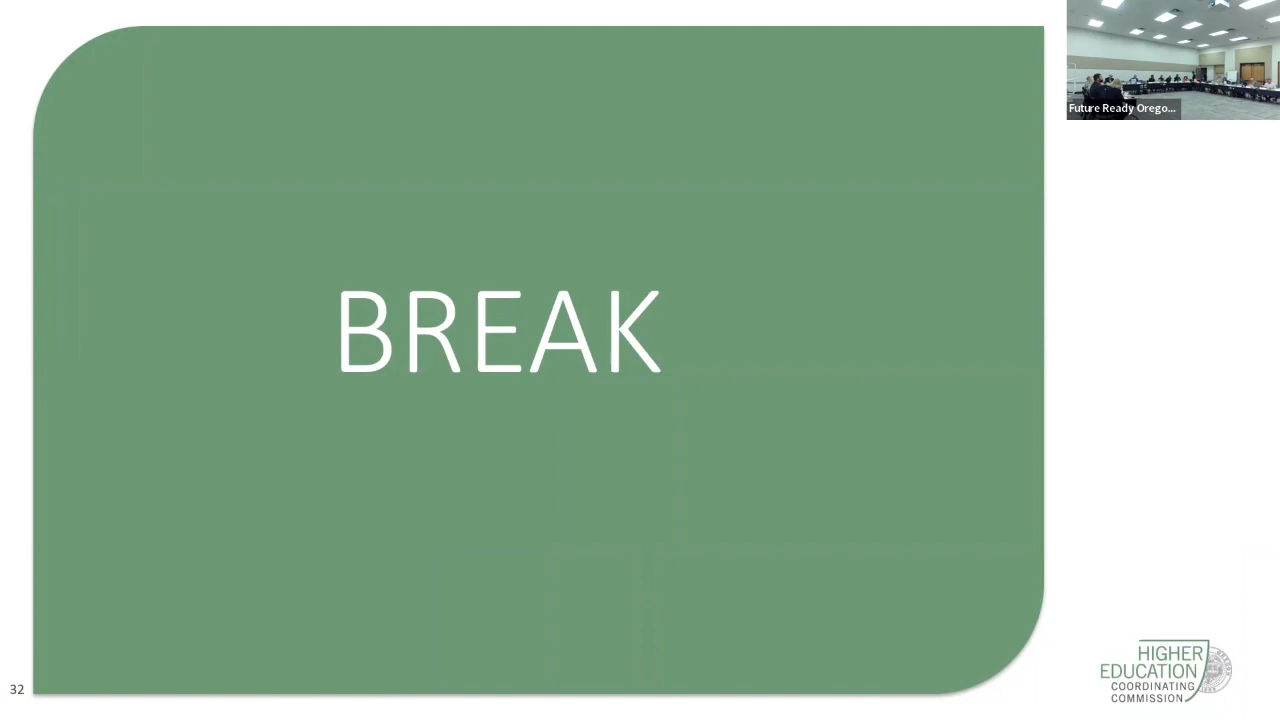 Future Ready Orego...
BREAK
HIGHER
EDUCATION
COORDINATING
COMMISSION
32